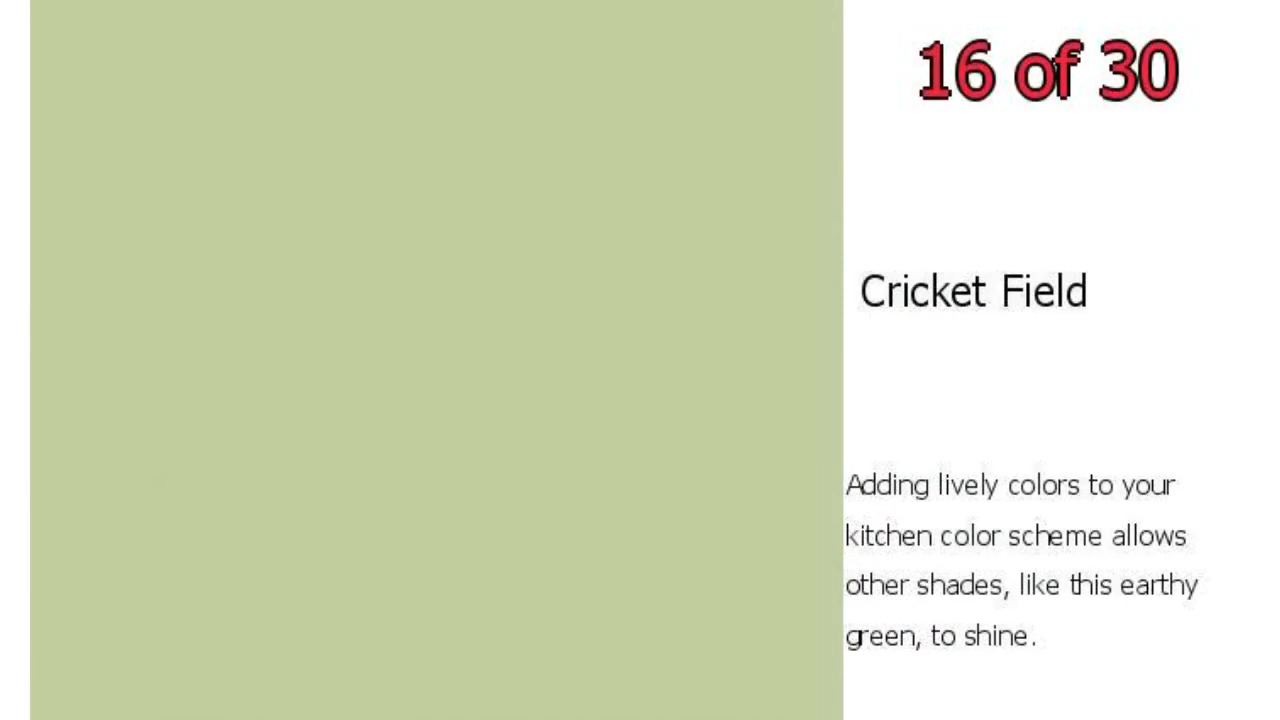 16 of 30
Cricket Field
Adding lively colors to your
kitchen color scheme allows
other shades, like this earthy
green, to shine.